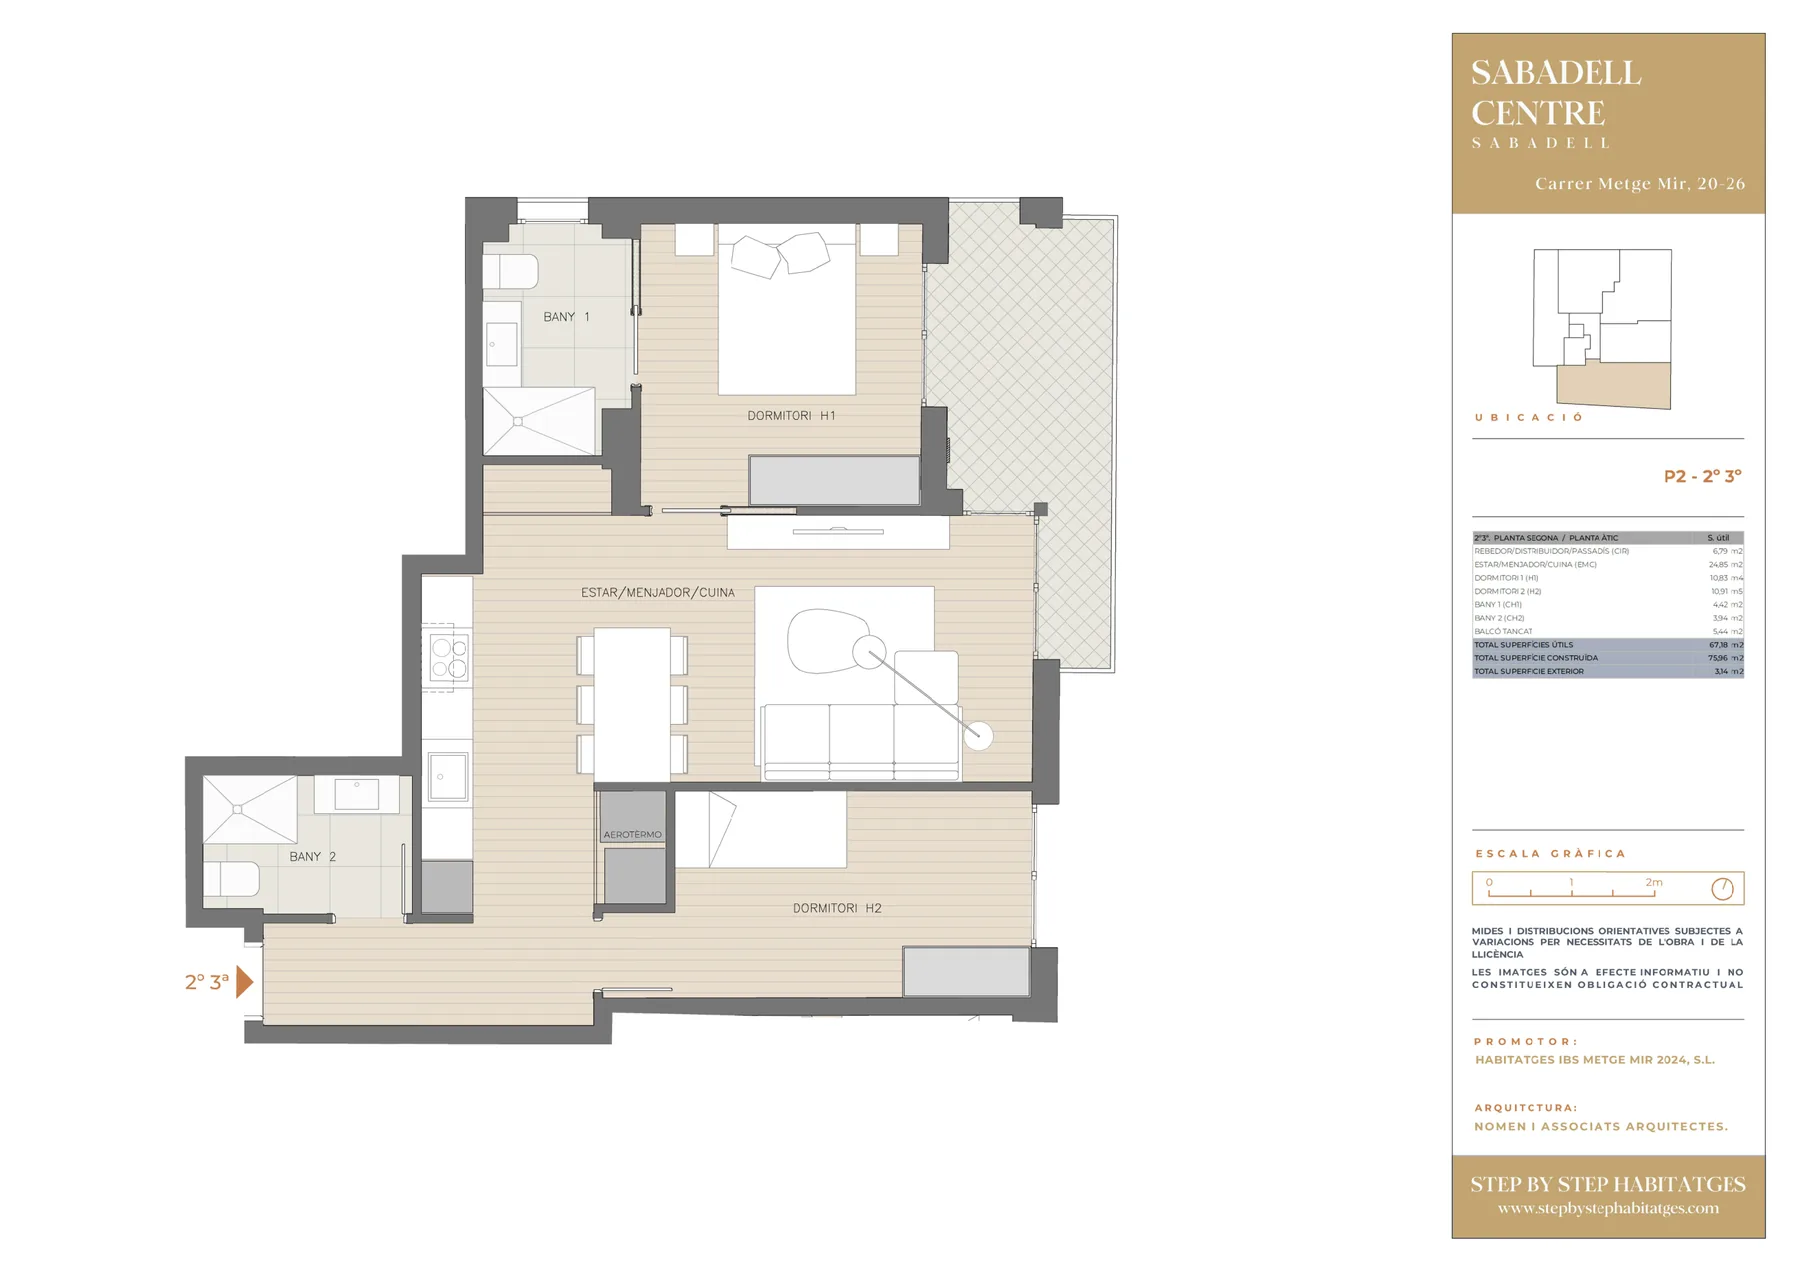 SABADELL
CENTRE
SABADELL
Carrer Metge Mir, 20-26
UBICACIÓ
P2 - 2º 3º
2º3ª. PLANTA SEGONA / PLANTA ÀTIC S. útil
REBEDOR/DISTRIBUIDOR/PASSADÍS (CIR) 6,79 m2
ESTAR/MENJADOR/CUINA (EMC) 24,85 m2
DORMITORI 1 (H1) 10,83 m4
DORMITORI 2 (H2) 10,91 m5
BANY 1 (CH1) 4,42 m2
BANY 2 (CH2) 3,94 m2
BALCÓ TANCAT 5,44 m2
TOTAL SUPERFÍCIES ÚTILS 67,18 m2
TOTAL SUPERFÍCIE CONSTRUÏDA 75,96 m2
TOTAL SUPERFICIE EXTERIOR 3,14 m2
ESCALA GRÀFICA
0 1 2m
MIDES I DISTRIBUCIONS ORIENTATIVES SUBJECTES A
VARIACIONS PER NECESSITATS DE L'OBRA I DE LA
LLICÈNCIA
LES IMATGES SÓN A EFECTE INFORMATIU I NO
CONSTITUEIXEN OBLIGACIÓ CONTRACTUAL
PROMOTOR:
HABITATGES IBS METGE MIR 2024, S.L.
ARQUITCTURA:
NOMEN I ASSOCIATS ARQUITECTES.
STEP BY STEP HABITATGES
www.stepbystephabitatges.com
BANY 1
DORMITORI H1
ESTAR/MENJADOR/CUINA
AEROTÈRMO
BANY 2
DORMITORI H2
2º 3ª